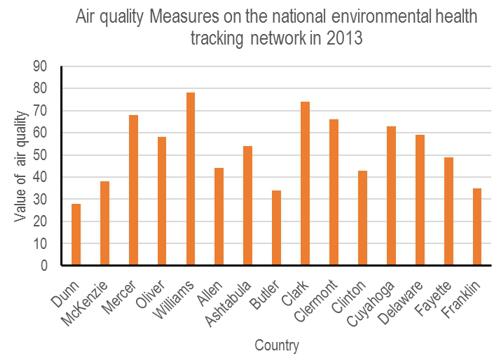 Air quality Measures on the national environmental health
tracking network in 2013
90
80
70
60
50
40
30
20
10
0
Value of air quality
Dunn
McKenzie
Mercer
Oliver
Williams
Allen
Ashtabula
Butler
Clark
Clermont
Clinton
Cuyahoga
Delaware
Fayette
Franklin
Country